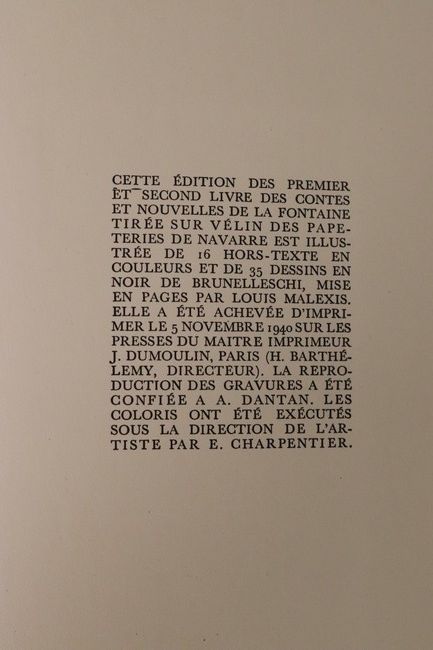 CETTE ÉDITION DES PREMIER
ET SECOND LIVRE DES CONTES
ET NOUVELLES DE LA FONTAINE
TIRÉE SUR VÉLIN DES PAPE-
TERIES DE NAVARRE EST ILLUS-
TRÉE DE 16 HORS-TEXTE EN
COULEURS ET DE 35 DESSINS EN
NOIR DE BRUNELLESCHI, MISE
EN PAGES PAR LOUIS MALEXIS.
ELLE A ÉTÉ ACHEVÉE D'IMPRI-
MER LE 5 NOVEMBRE 1940 SUR LES
PRESSES DU MAITRE IMPRIMEUR
J. DUMOULIN, PARIS (H. BARTHÉ-
LEMY, DIRECTEUR). LA REPRO-
DUCTION DES GRAVURES A ÉTÉ
CONFIÉE A A. DANTAN. LES
COLORIS ONT ÉTÉ EXÉCUTÉS
SOUS LA DIRECTION DE L'AR-
TISTE PAR E. CHARPENTIER.